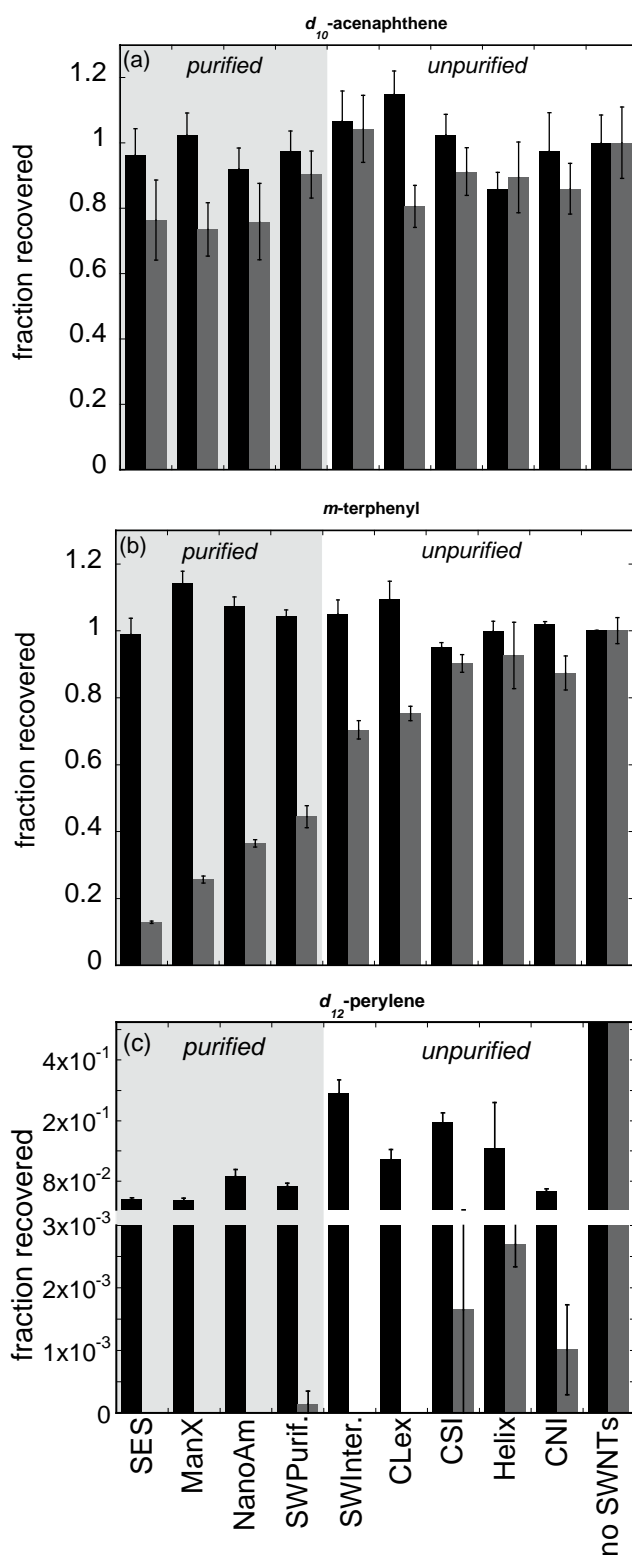 d10-acenaphthene
(a) purified unpurified
1.2
1
0.8
0.6
0.4
0.2
0
fraction recovered
m-terphenyl
(b) purified unpurified
1.2
1
0.8
0.6
0.4
0.2
0
fraction recovered
d12-perylene
(c) purified unpurified
4x10-1
2x10-1
8x10-2
3x10-3
2x10-3
1x10-3
0
fraction recovered
SES
ManX
NanoAm
SWPurif.
SWInter.
CLex
CSI
Helix
CNI
no SWNTs